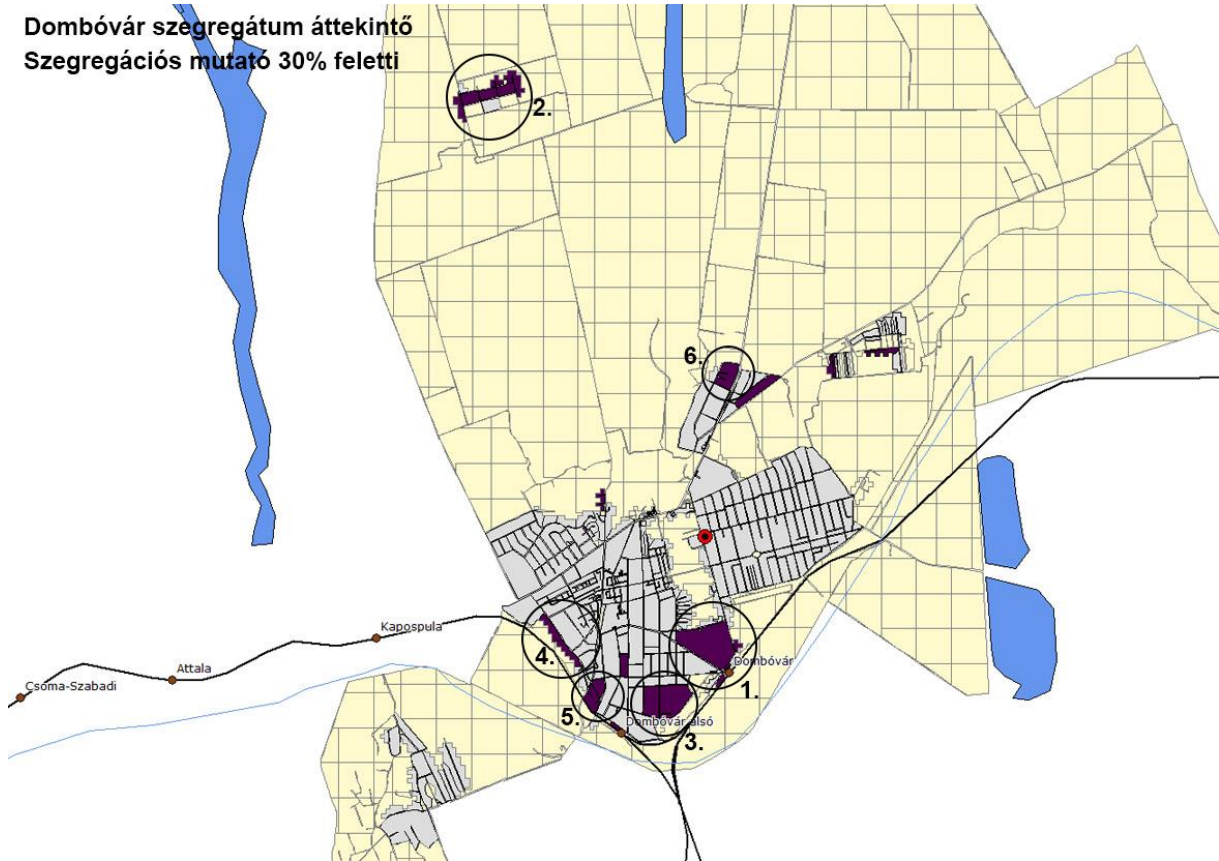 Dombóvár szegregátum áttekintő
Szegregációs mutató 30% feletti
2.
6.
Kapospula
4.
Attala
Dombóvár
Csoma-Szabadi
1.
5.
Dombóvár alsó
3.